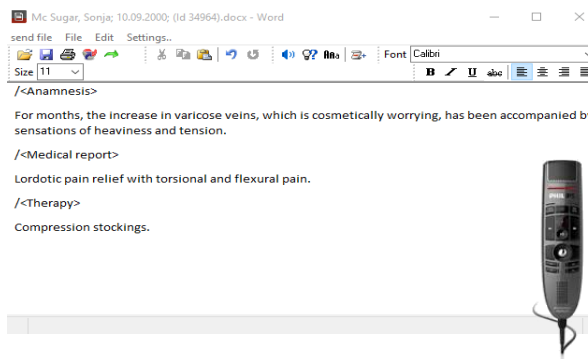 Mc Sugar, Sonja; 10.09.2000; (Id 34964).docx - Word
send file File Edit Settings..
Font Calibri
Size 11 B U abc
/<Anamnesis>
For months, the increase in varicose veins, which is cosmetically worrying, has been accompanied by
sensations of heaviness and tension.
/<Medical report>
Lordotic pain relief with torsional and flexural pain.
/<Therapy>
Compression stockings.
PHILIPS